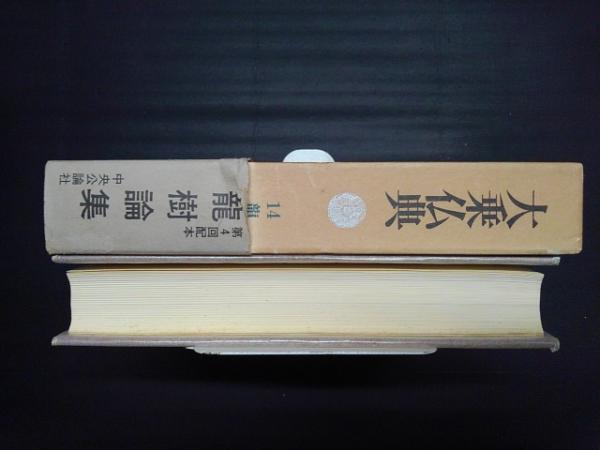 大乗仏典
14
龍
龍樹論集
第4回配本
中央公論社